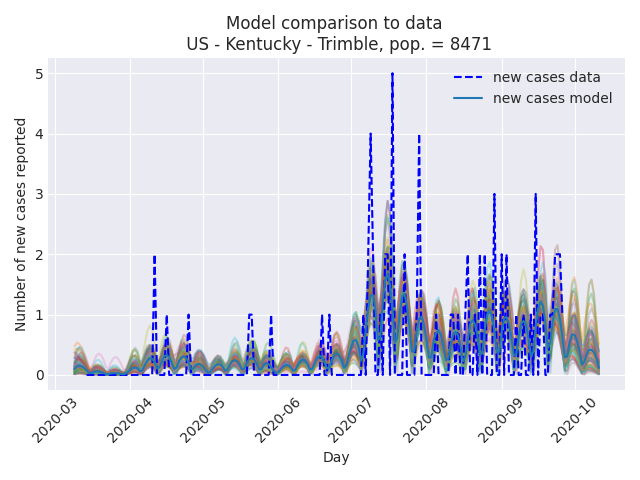 Model comparison to data
US - Kentucky - Trimble, pop. = 8471
new cases data
new cases model
Number of new cases reported
5
4
3
2
1
0
2020-03
2020-04
2020-05
2020-06
2020-07
2020-08
2020-09
2020-10
Day